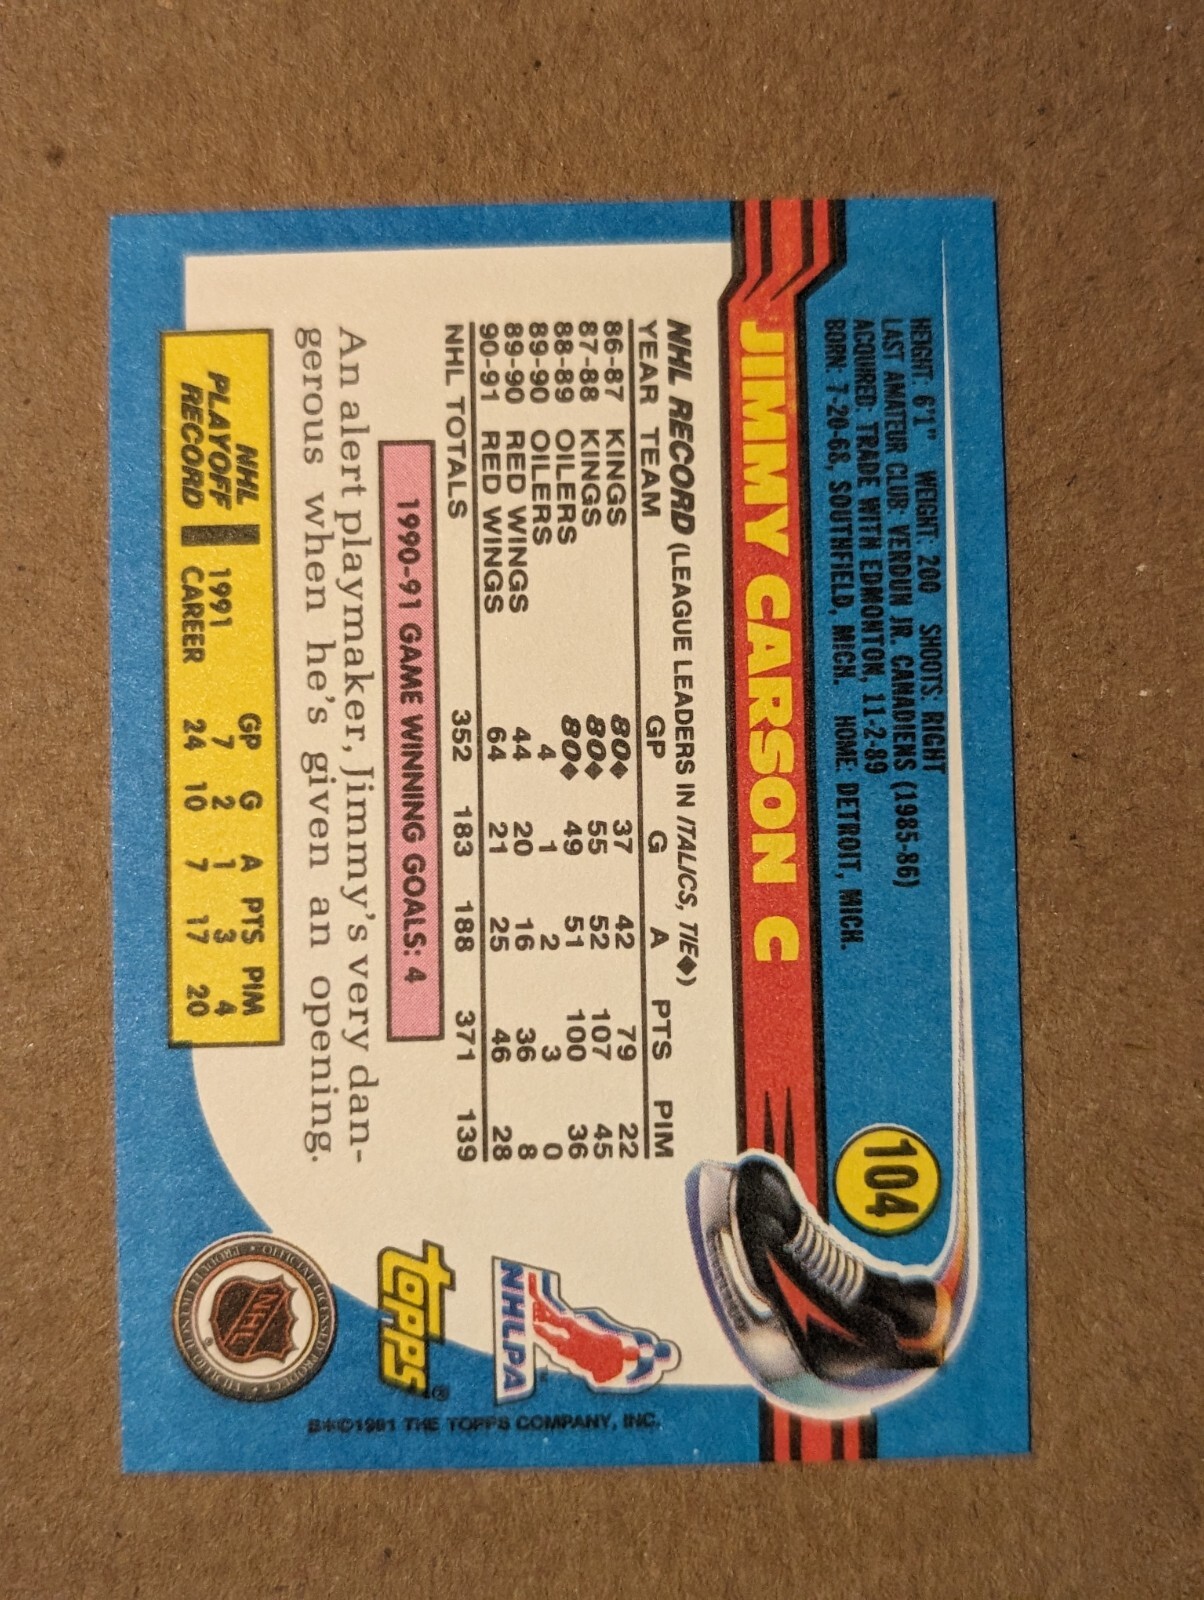 104
HEIGHT: 6'1" WEIGHT: 200 SHOOTS: RIGHT
LAST AMATEUR CLUB: VERDUN JR. CANADIENS (1985-86)
ACQUIRED: TRADE WITH EDMONTON, 11-2-89
BORN: 7-20-68, SOUTHFIELD, MICH. HOME: DETROIT, MICH.
JIMMY CARSON C
NHL RECORD (LEAGUE LEADERS IN ITALICS, TIE♦)
YEAR TEAM GP G A PTS PIM
86-87 KINGS 80♦ 37 42 79 22
87-88 KINGS 80♦ 55 52 107 45
88-89 OILERS 80♦ 49 51 100 36
89-90 OILERS 4 1 2 3 0
89-90 RED WINGS 44 20 16 36 8
90-91 RED WINGS 64 21 25 46 28
NHL TOTALS 352 183 188 371 139
1990-91 GAME WINNING GOALS: 4
An alert playmaker, Jimmy's very dan-
gerous when he's given an opening.
NHL PLAYOFF RECORD
GP G A PTS PIM
1991 7 2 1 3 4
CAREER 24 10 7 17 20
NHLPA
TOPPS®
NHL
OFFICIAL LICENSED PRODUCT
B*©1991 THE TOPPS COMPANY, INC.